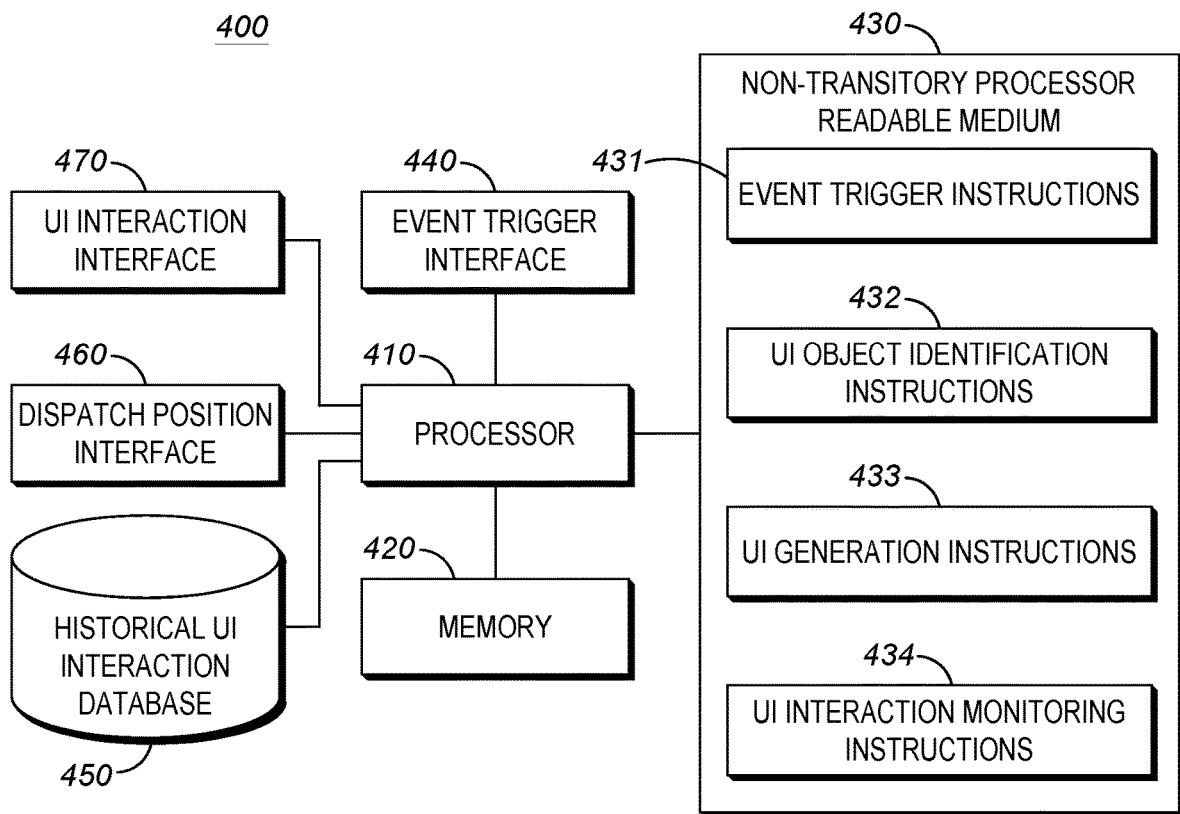 400
430
NON-TRANSITORY PROCESSOR
READABLE MEDIUM
431
EVENT TRIGGER INSTRUCTIONS
432
UI OBJECT IDENTIFICATION
INSTRUCTIONS
433
UI GENERATION INSTRUCTIONS
434
UI INTERACTION MONITORING
INSTRUCTIONS
470
UI INTERACTION
INTERFACE
440
EVENT TRIGGER
INTERFACE
460
DISPATCH POSITION
INTERFACE
410
PROCESSOR
420
MEMORY
HISTORICAL UI
INTERACTION
DATABASE
450